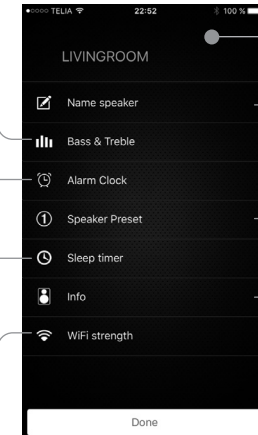 TELIA 22:52 100 %
LIVINGROOM
Name speaker
Bass & Treble
Alarm Clock
1 Speaker Preset
Sleep timer
Info
WiFi strength
Done